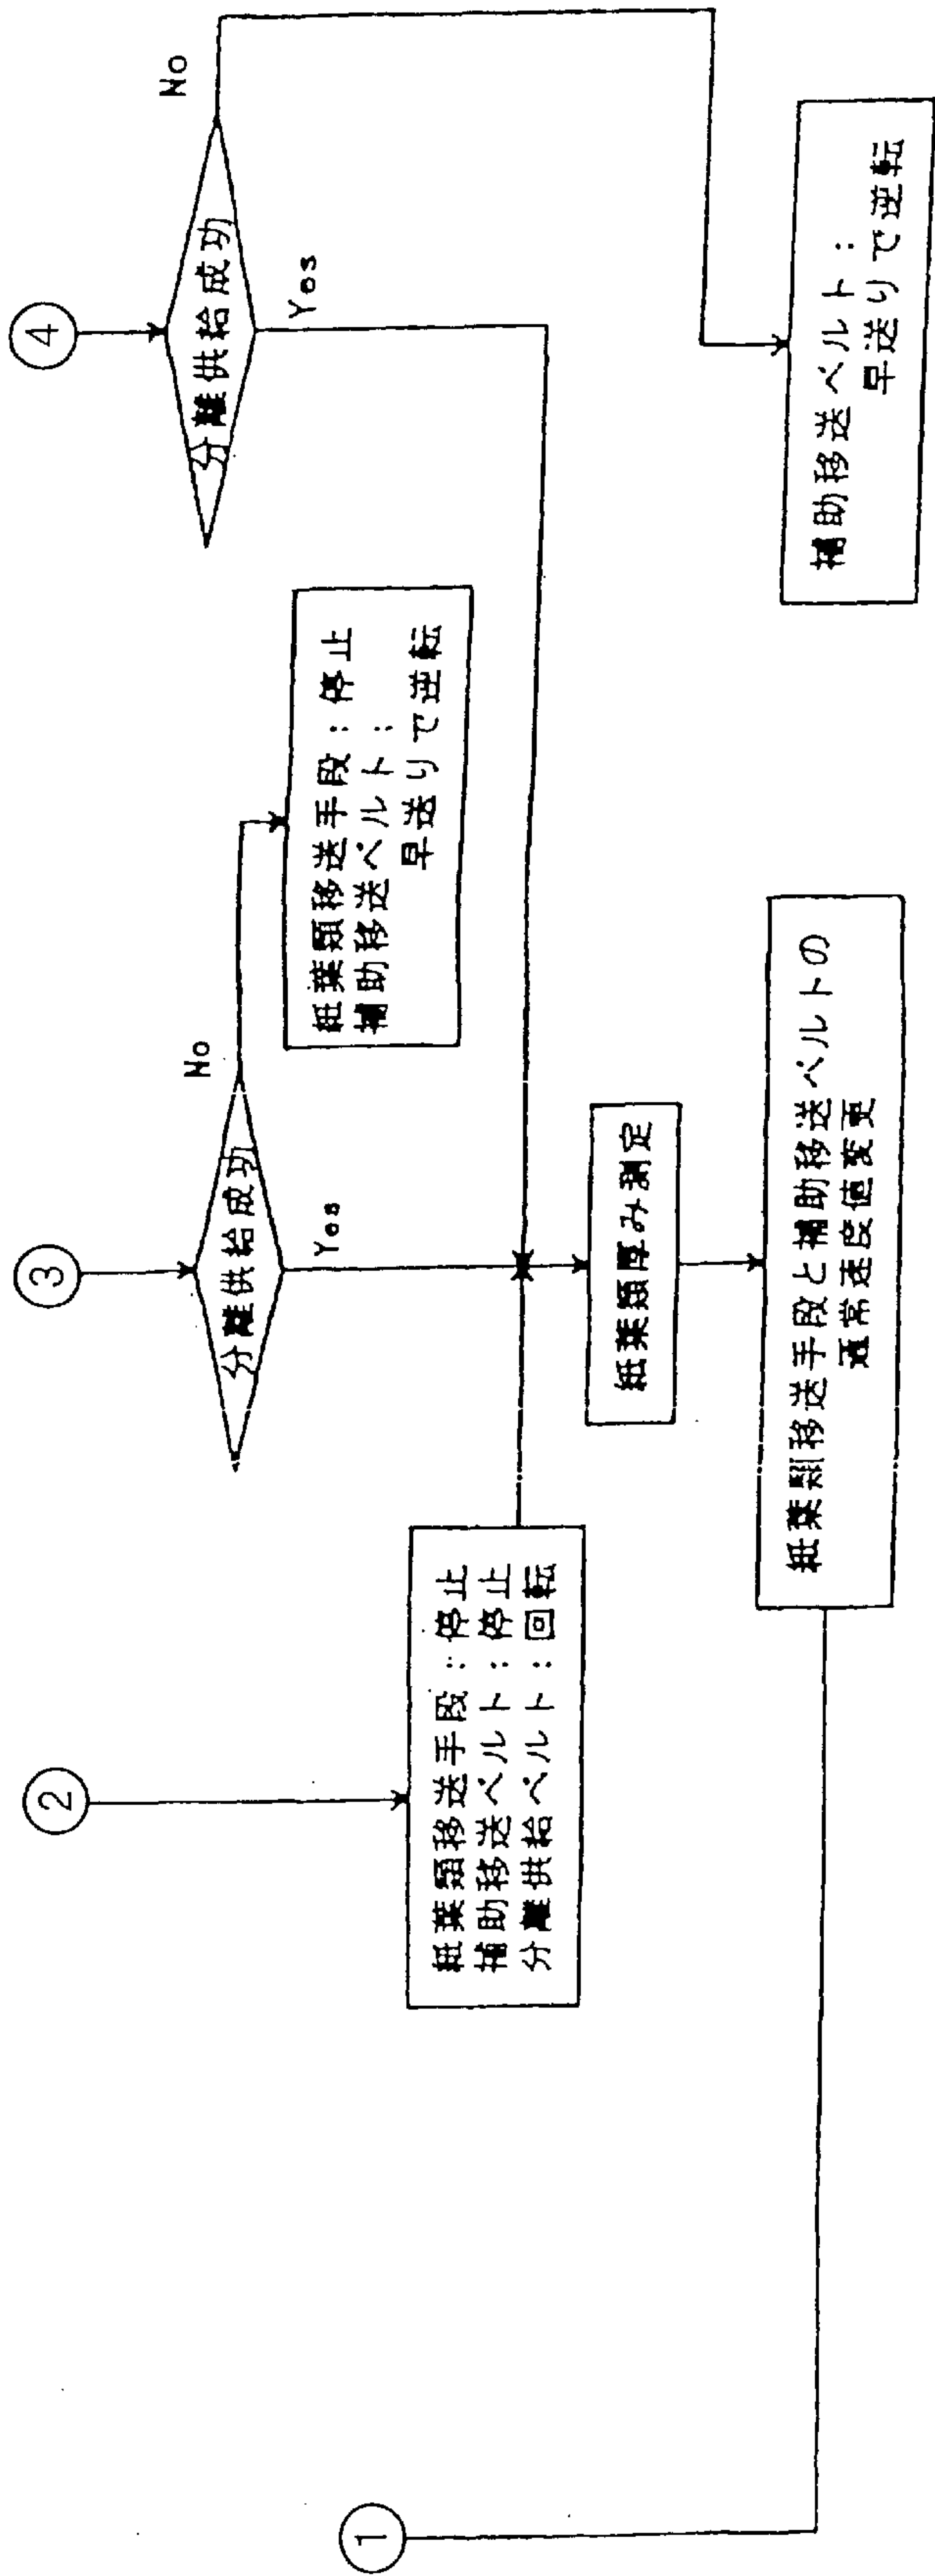 ①
②
紙葉類移送手段：停止
補助移送ベルト：停止
分離供給ベルト：回転
③
分離供給成功
No
Yes
紙葉類移送手段：停止
補助移送ベルト：
早送りで逆転
④
分離供給成功
No
Yes
紙葉類厚み測定
紙葉類移送手段と補助移送ベルトの
通常速度値変更
補助移送ベルト：
早送りで逆転